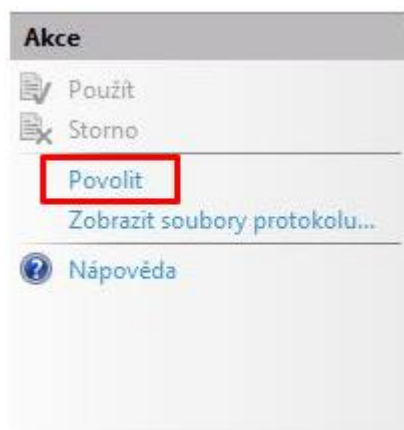 Akce
Použít
Storno
Povolit
Zobrazit soubory protokolu...
Nápověda